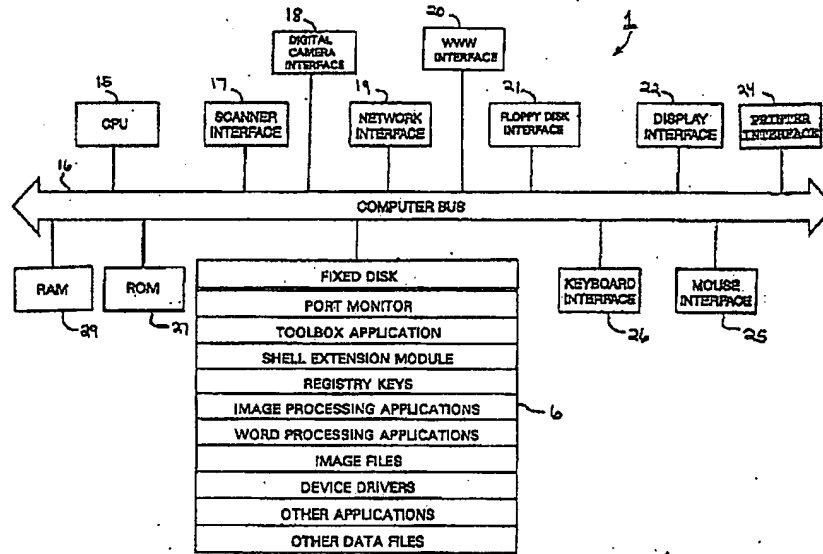 18
DIGITAL
CAMERA
INTERFACE
20
WWW
INTERFACE
1
15
CPU
17
SCANNER
INTERFACE
19
NETWORK
INTERFACE
21
FLOPPY DISK
INTERFACE
22
DISPLAY
INTERFACE
24
PRINTER
INTERFACE
16
COMPUTER BUS
RAM
29
ROM
27
FIXED DISK
PORT MONITOR
TOOLBOX APPLICATION
SHELL EXTENSION MODULE
REGISTRY KEYS
IMAGE PROCESSING APPLICATIONS
WORD PROCESSING APPLICATIONS
IMAGE FILES
DEVICE DRIVERS
OTHER APPLICATIONS
OTHER DATA FILES
6
KEYBOARD
INTERFACE
26
MOUSE
INTERFACE
25